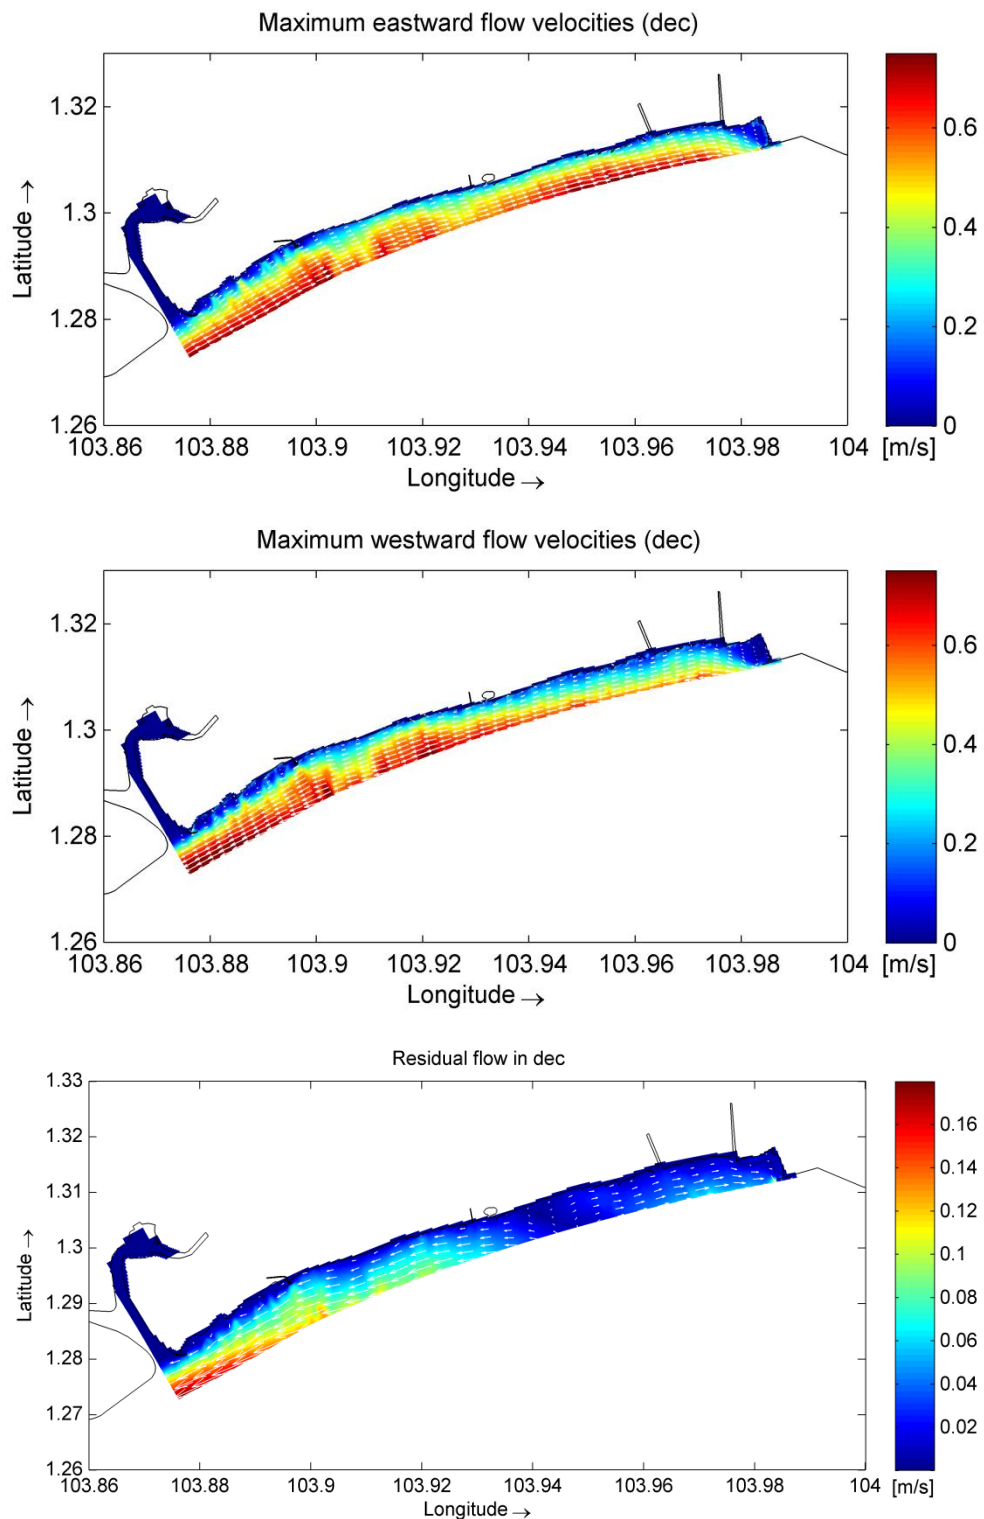 Maximum eastward flow velocities (dec)
1.32
1.3
1.28
1.26
Latitude →
103.86 103.88 103.9 103.92 103.94 103.96 103.98 104
Longitude →
0.6
0.4
0.2
0
[m/s]
Maximum westward flow velocities (dec)
1.32
1.3
1.28
1.26
Latitude →
103.86 103.88 103.9 103.92 103.94 103.96 103.98 104
Longitude →
0.6
0.4
0.2
0
[m/s]
Residual flow in dec
1.33
1.32
1.31
1.3
1.29
1.28
1.27
1.26
Latitude →
103.86 103.88 103.9 103.92 103.94 103.96 103.98 104
Longitude →
0.16
0.14
0.12
0.1
0.08
0.06
0.04
0.02
[m/s]